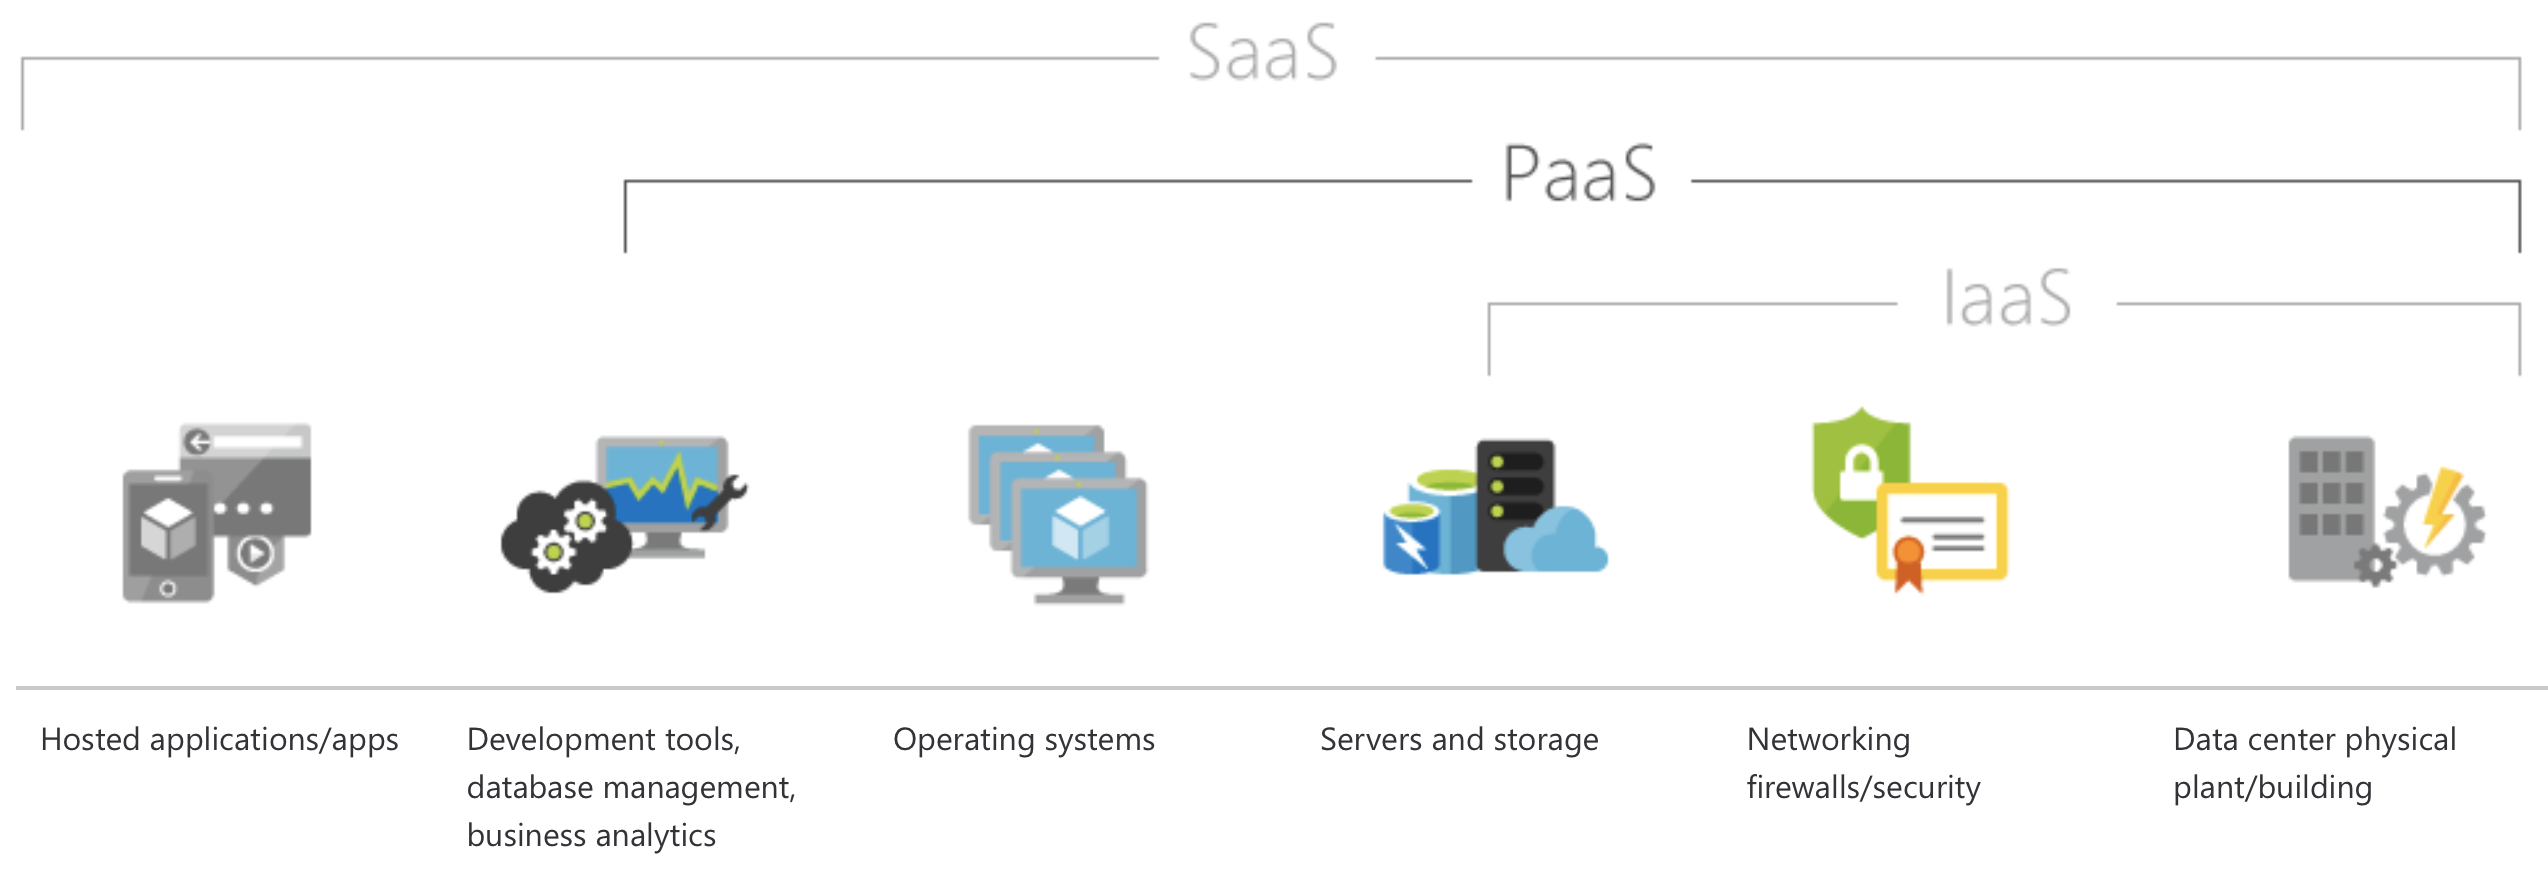 SaaS
PaaS
IaaS
Hosted applications/apps
Development tools,
database management,
business analytics
Operating systems
Servers and storage
Networking
firewalls/security
Data center physical
plant/building